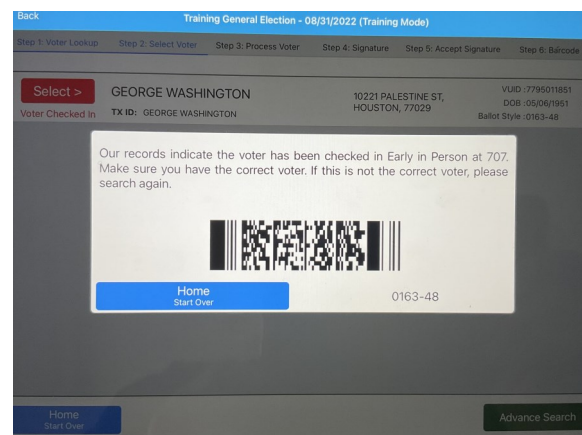 Back
Training General Election - 08/31/2022 (Training Mode)
Step 1: Voter Lookup Step 2: Select Voter Step 3: Process Voter Step 4: Signature Step 5: Accept Signature Step 6: Barcode
Select >
Voter Checked In
GEORGE WASHINGTON
TX ID: GEORGE WASHINGTON
10221 PALESTINE ST,
HOUSTON, 77029
VUID :7795011851
DOB :05/06/1951
Ballot Style :0163-48
Our records indicate the voter has been checked in Early in Person at 707.
Make sure you have the correct voter. If this is not the correct voter, please
search again.
Home
Start Over
0163-48
Home
Start Over
Advance Search